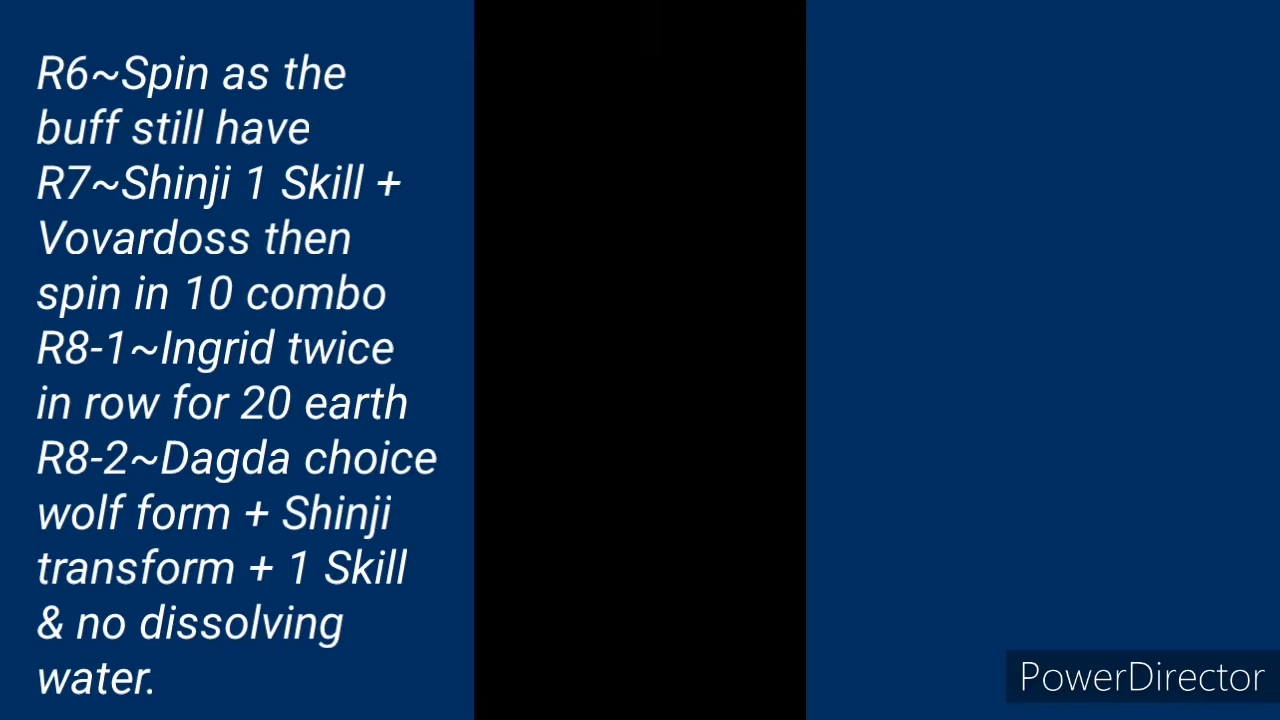 R6~Spin as the
buff still have
R7~Shinji 1 Skill +
Vovardoss then
spin in 10 combo
R8-1~Ingrid twice
in row for 20 earth
R8-2~Dagda choice
wolf form + Shinji
transform + 1 Skill
& no dissolving
water.
PowerDirector